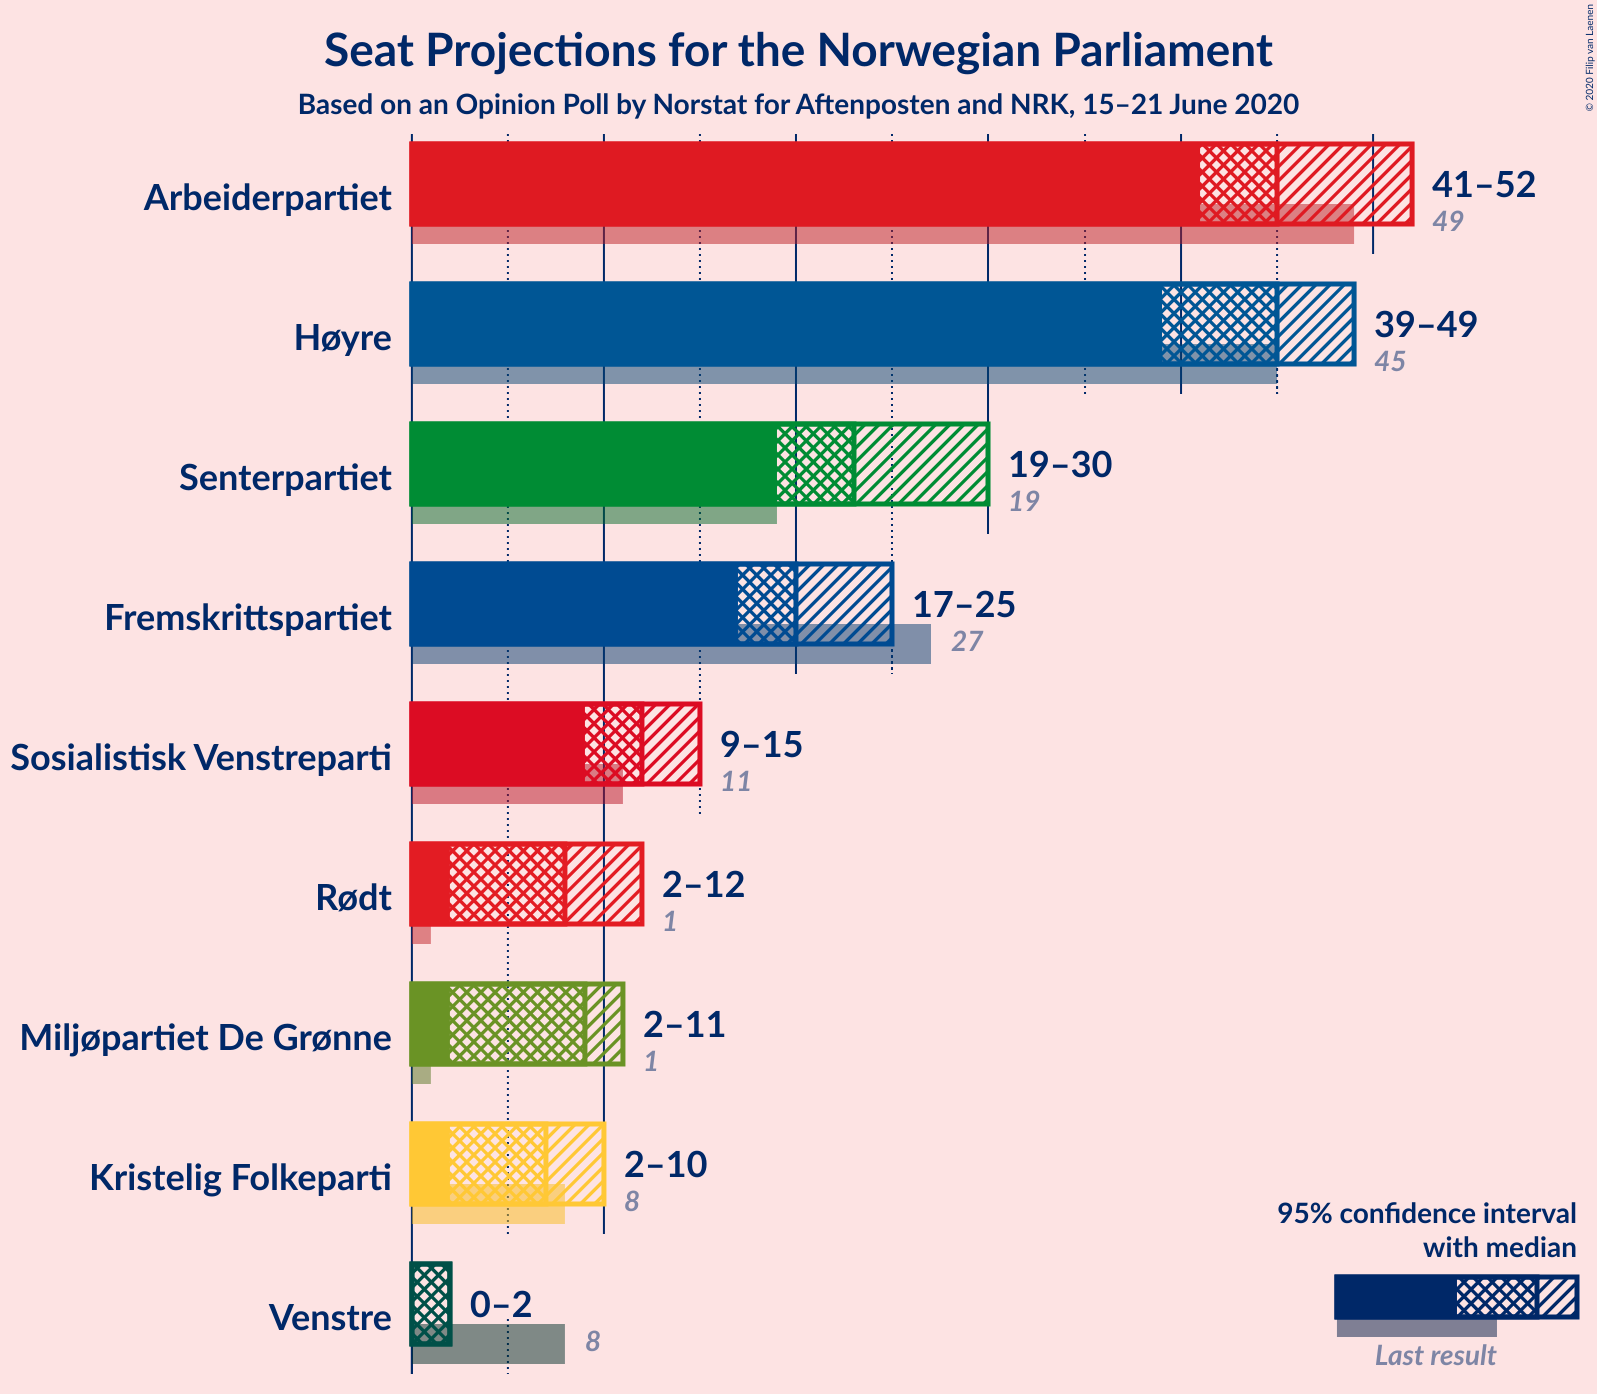 Seat Projections for the Norwegian Parliament
Based on an Opinion Poll by Norstat for Aftenposten and NRK, 15–21 June 2020
© 2020 Filip van Laenen
Arbeiderpartiet
41–52
49
Høyre
39–49
45
Senterpartiet
19–30
19
Fremskrittspartiet
17–25
27
Sosialistisk Venstreparti
9–15
11
Rødt
2–12
1
Miljøpartiet De Grønne
2–11
1
Kristelig Folkeparti
2–10
8
Venstre
0–2
8
95% confidence interval
with median
Last result